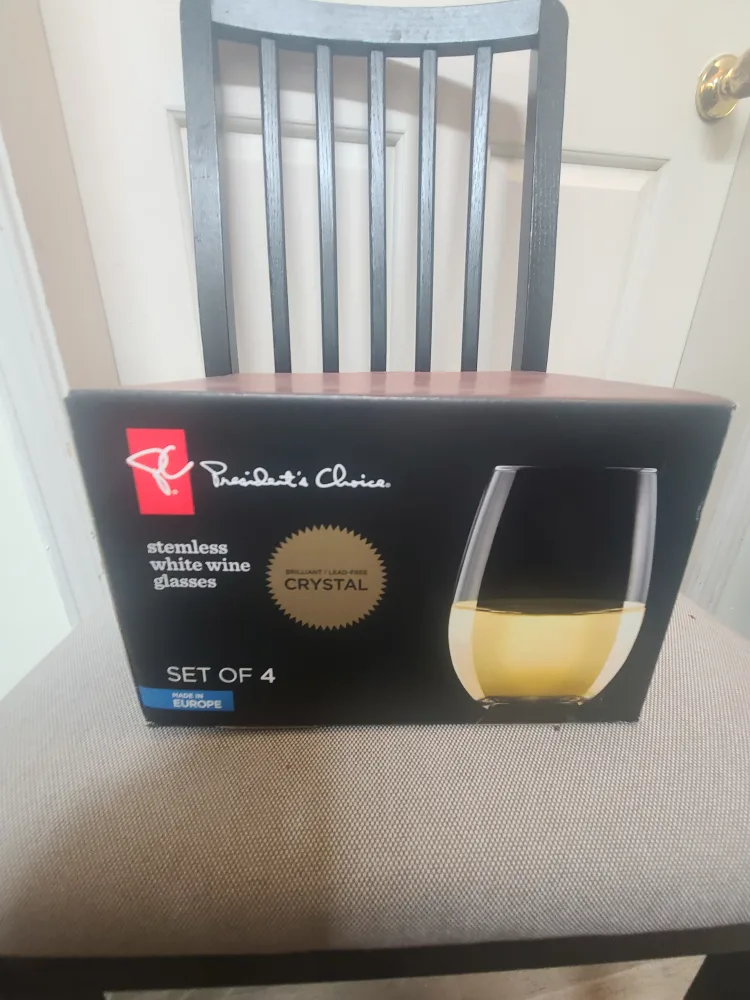 PC®
President's Choice®
stemless
white wine
glasses
BRILLIANT / LEAD-FREE
CRYSTAL
SET OF 4
MADE IN
EUROPE